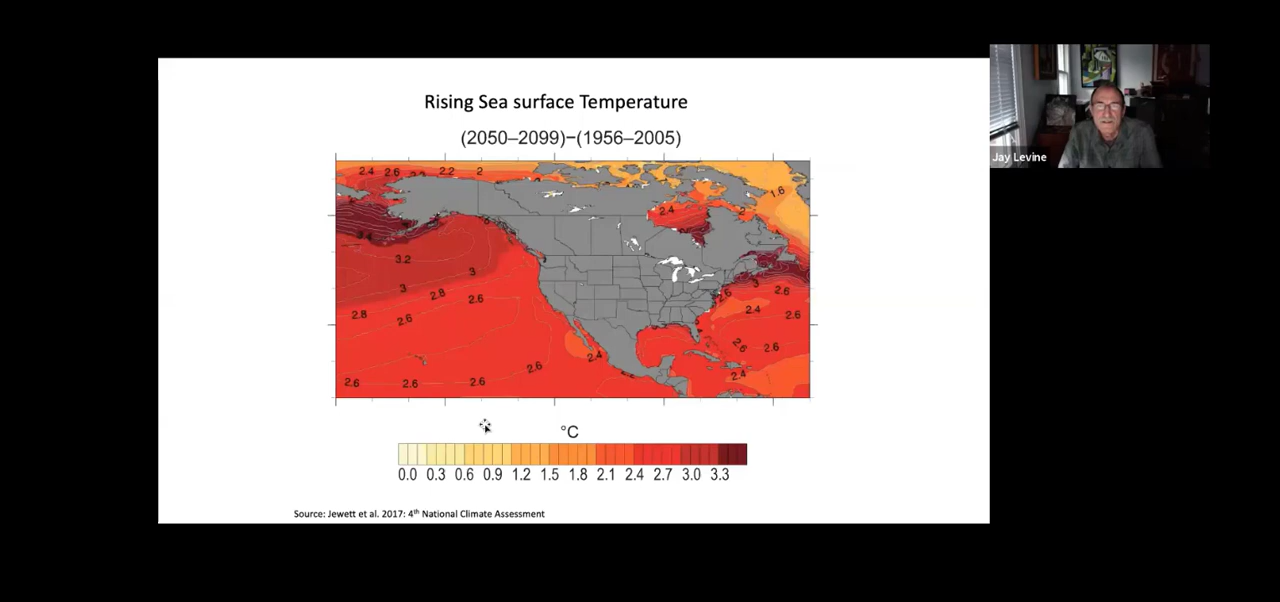 Rising Sea surface Temperature
(2050–2099)–(1956–2005)
2.4 2.6 2.2 2
1.6
2.4
3.2
3
3
2.8
2.6
2.8
2.6
2.6 2.6 2.6
2.6
2.4
3
2.6
2.6
2.4
2.6
2.6
2.6
2.4
°C
0.0 0.3 0.6 0.9 1.2 1.5 1.8 2.1 2.4 2.7 3.0 3.3
Source: Jewett et al. 2017: 4th National Climate Assessment
Jay Levine